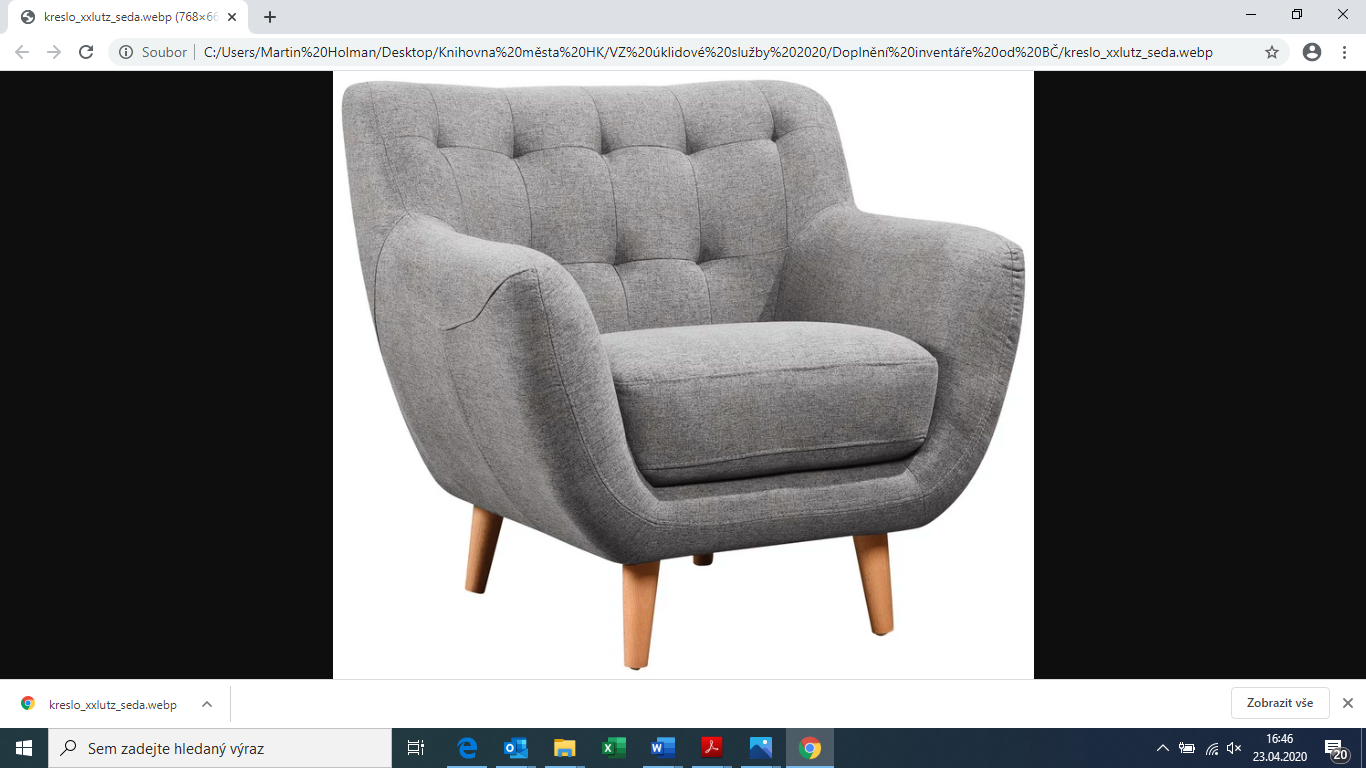 kreslo_xxlutz_seda.webp (768×66
Soubor
C:/Users/Martin%20Holman/Desktop/Knihovna%20města%20HK/VZ%20úklidové%20služby%202020/Doplnění%20inventáře%20od%20BČ/kreslo_xxlutz_seda.webp
kreslo_xxlutz_seda.webp
Zobrazit vše
Sem zadejte hledaný výraz
16:46
23.04.2020
20